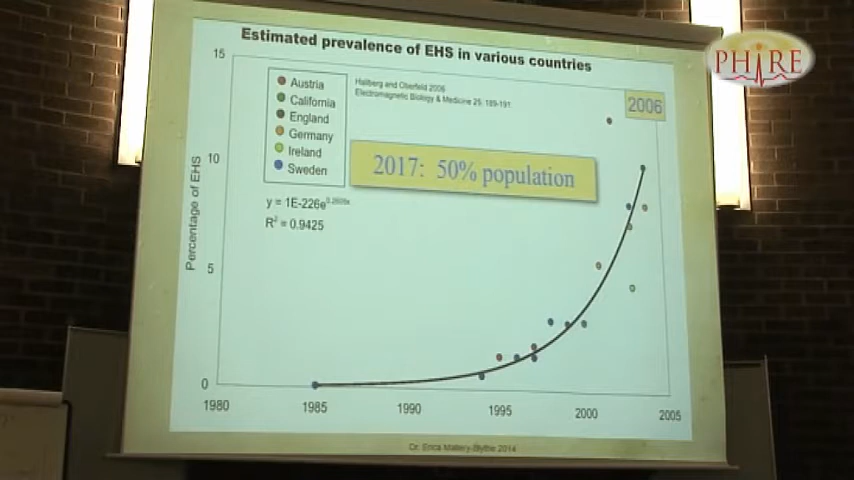 Estimated prevalence of EHS in various countries
PHiRE
15
10
5
0
Percentage of EHS
Austria
California
England
Germany
Ireland
Sweden
Hallberg and Oberfeld 2006
Electromagnetic Biology & Medicine 25: 189-191
2006
2017: 50% population
R² = 0.9425
1980
1985
1990
1995
2000
2005
Dr. Erica Mallery-Blythe 2014